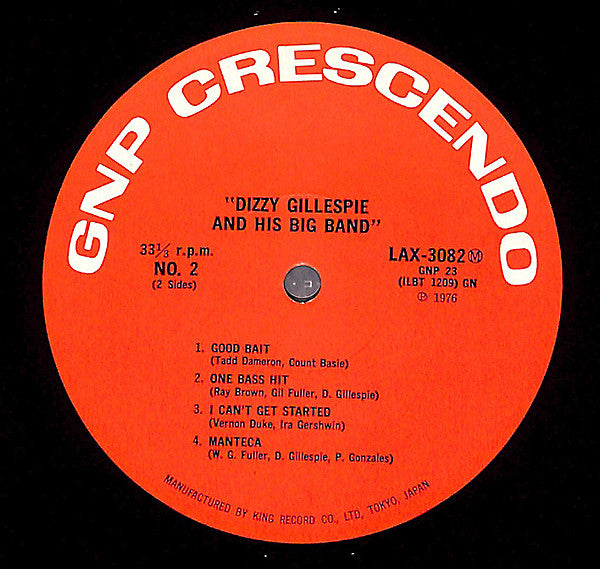 GNP CRESCENDO
"DIZZY GILLESPIE
AND HIS BIG BAND"
33⅓ r.p.m.
NO. 2
(2 Sides)
LAX-3082 Ⓜ
GNP 23
(ILBT 1209) GN
℗ 1976
1. GOOD BAIT
(Tadd Dameron, Count Basie)
2. ONE BASS HIT
(Ray Brown, Gil Fuller, D. Gillespie)
3. I CAN'T GET STARTED
(Vernon Duke, Ira Gershwin)
4. MANTECA
(W. G. Fuller, D. Gillespie, P. Gonzales)
MANUFACTURED BY KING RECORD CO., LTD, TOKYO, JAPAN